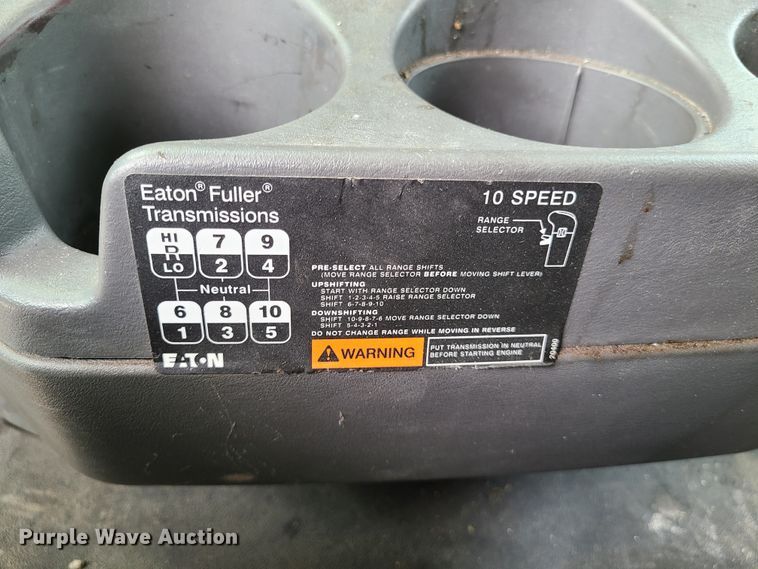 Eaton® Fuller®
Transmissions
10 SPEED
RANGE
SELECTOR
HI 7 9
R
LO 2 4
Neutral
6 8 10
1 3 5
EATON
PRE-SELECT ALL RANGE SHIFTS
(MOVE RANGE SELECTOR BEFORE MOVING SHIFT LEVER)
UPSHIFTING
START WITH RANGE SELECTOR DOWN
SHIFT 1-2-3-4-5 RAISE RANGE SELECTOR
SHIFT 6-7-8-9-10
DOWNSHIFTING
SHIFT 10-9-8-7-6 MOVE RANGE SELECTOR DOWN
SHIFT 5-4-3-2-1
DO NOT CHANGE RANGE WHILE MOVING IN REVERSE
WARNING
PUT TRANSMISSION IN NEUTRAL
BEFORE STARTING ENGINE
Purple Wave Auction